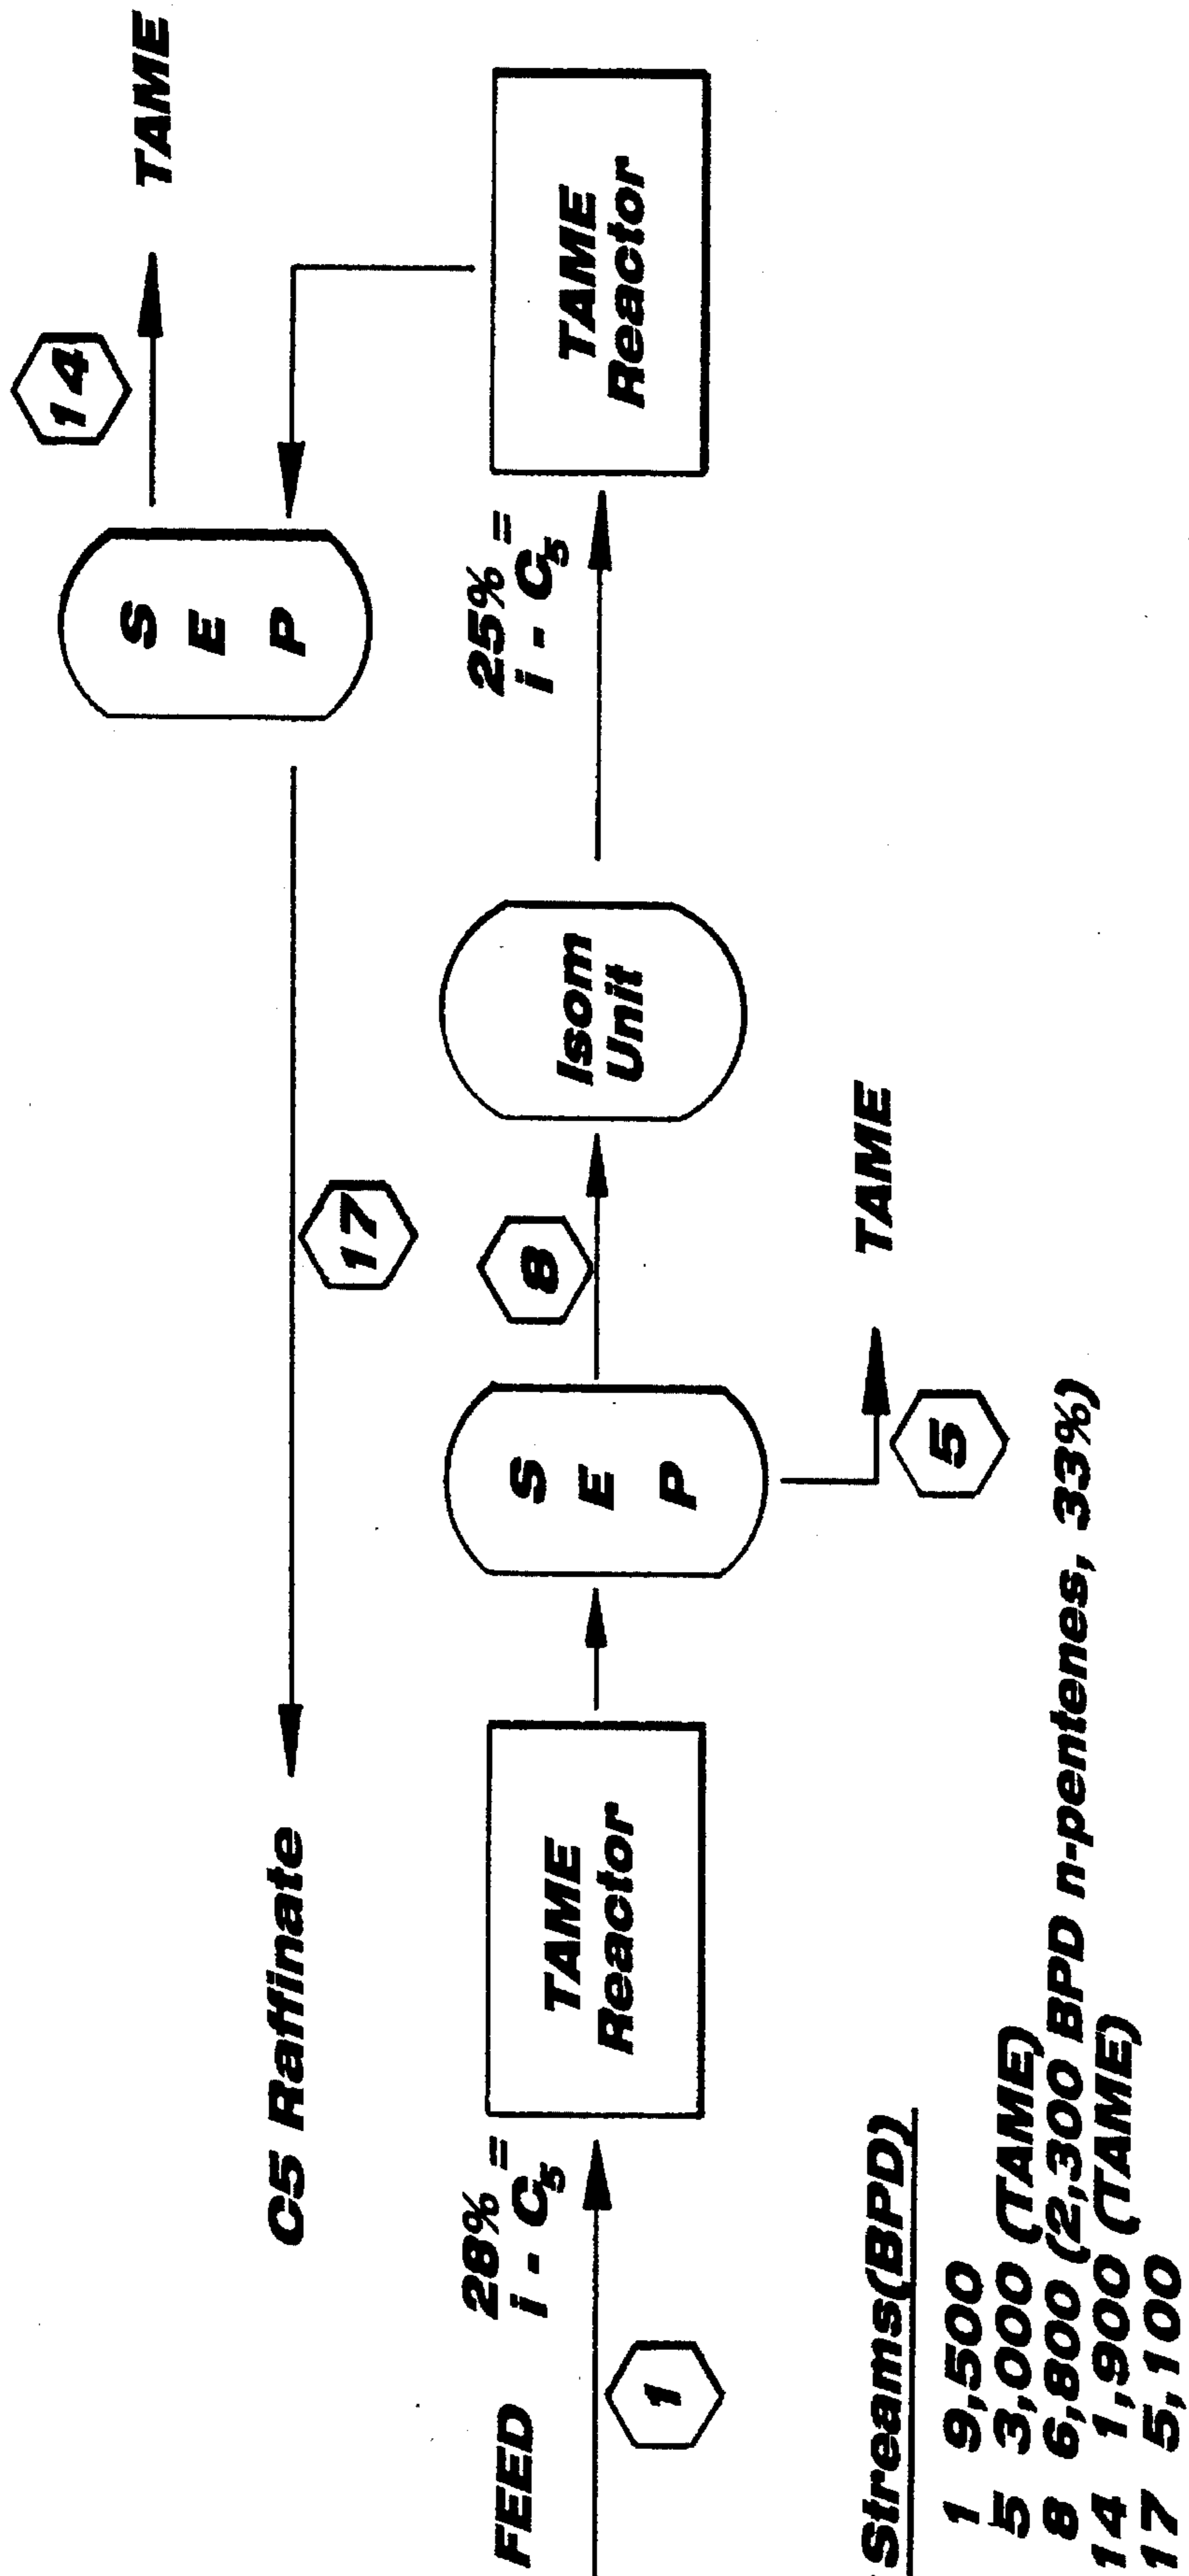 14
TAME
S
E
P
C5 Raffinate
17
FEED
28%
i - C5=
1
TAME
Reactor
S
E
P
8
Isom
Unit
25%
i - C5=
TAME
Reactor
5
TAME
Streams(BPD)
1 9,500
5 3,000 (TAME)
8 6,800 (2,300 BPD n-pentenes, 33%)
14 1,900 (TAME)
17 5,100